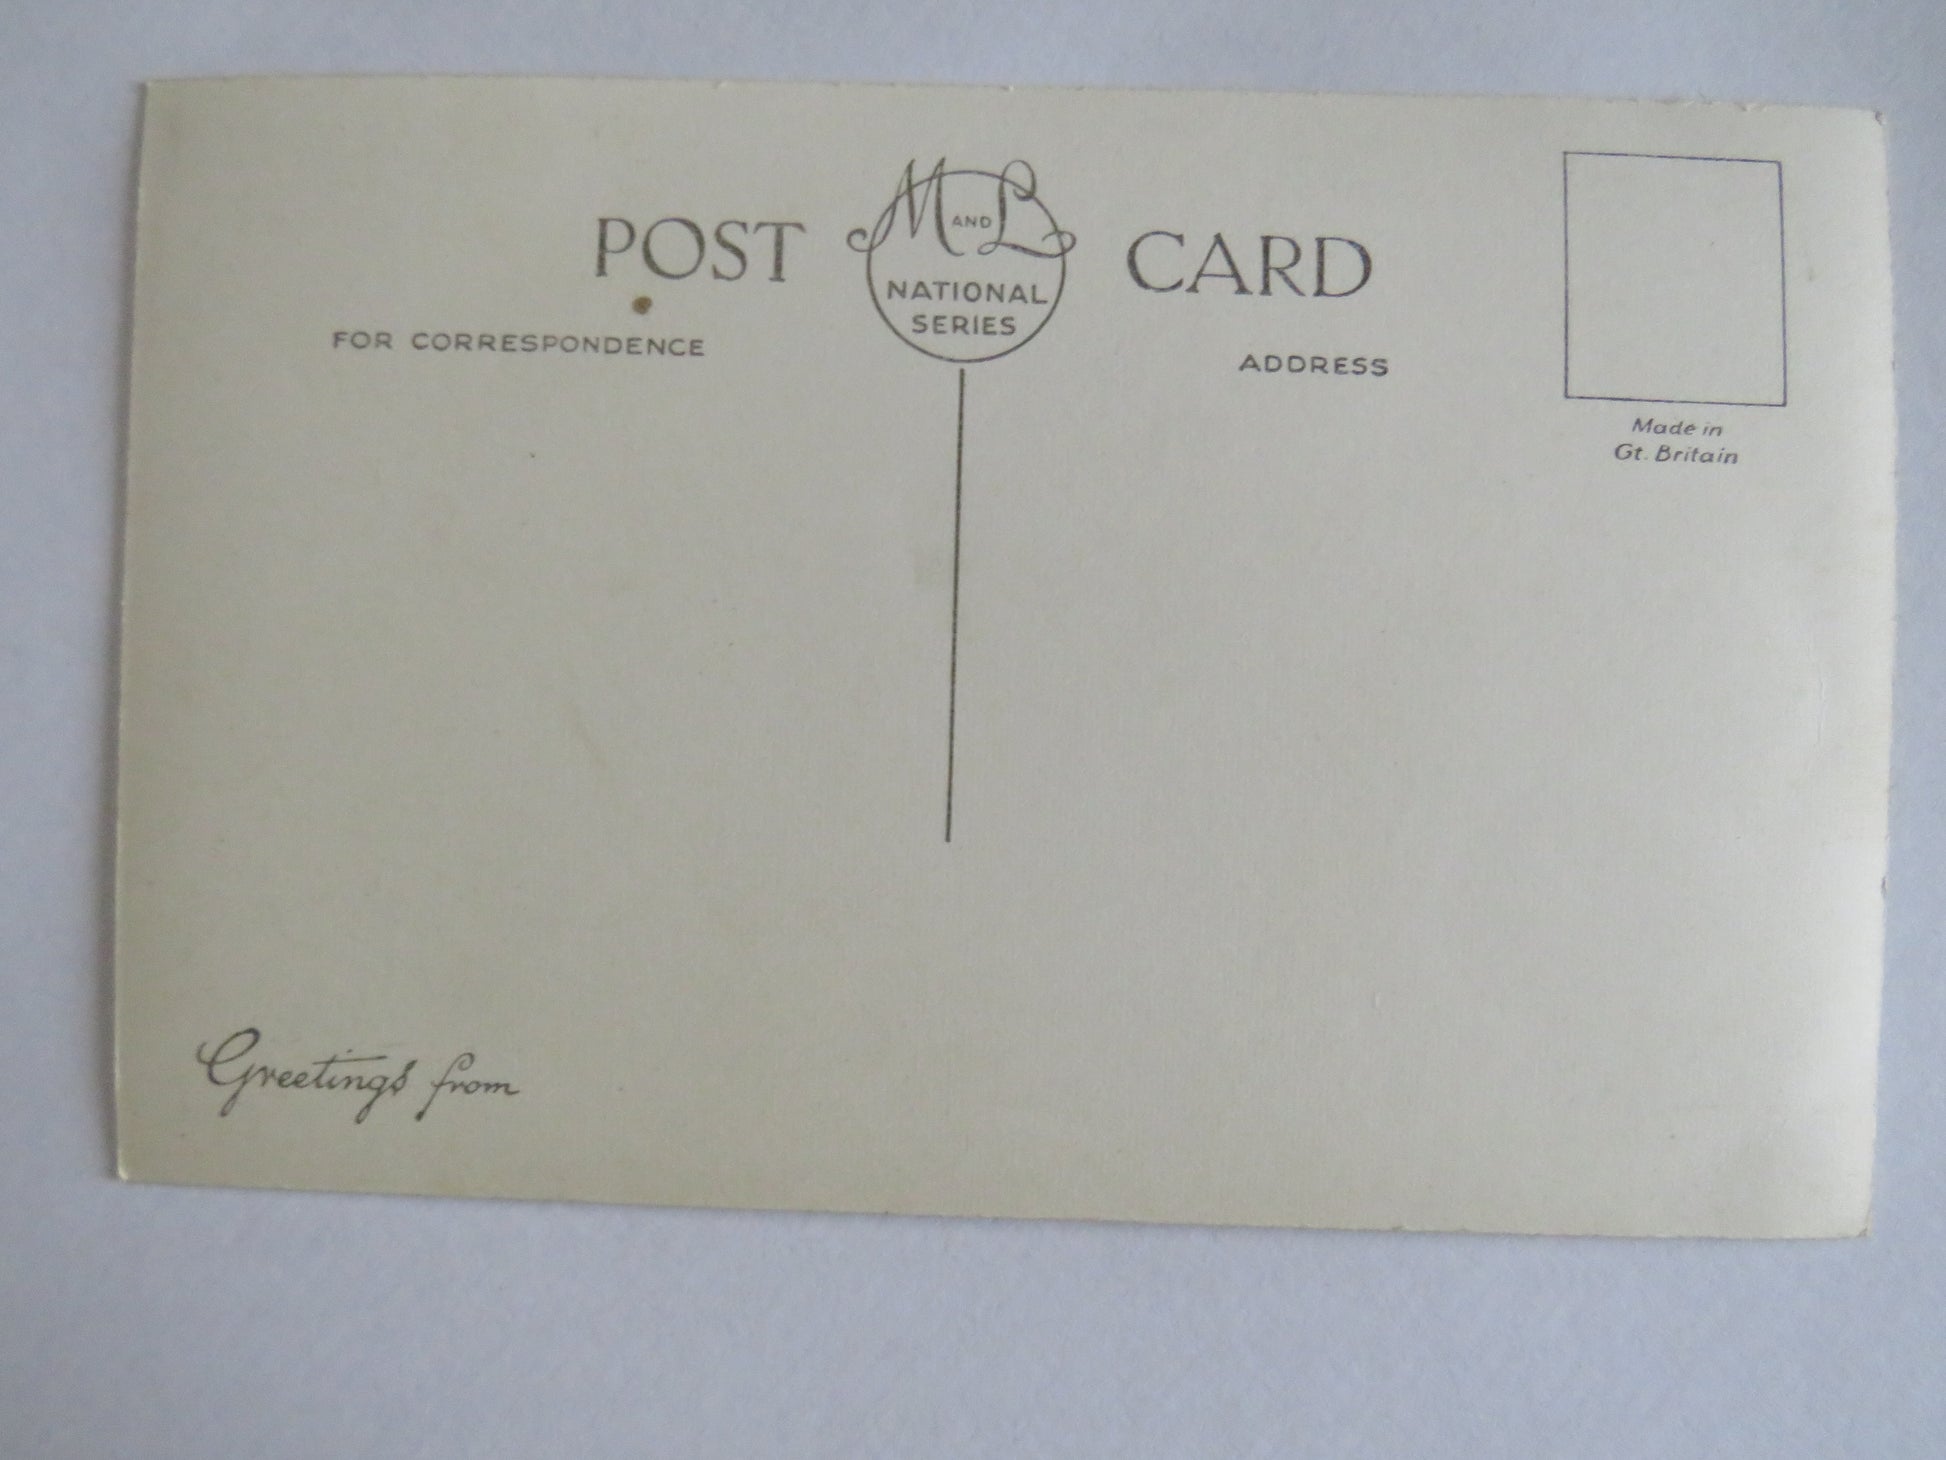 POST CARD
M AND L
NATIONAL
SERIES
FOR CORRESPONDENCE
ADDRESS
Made in
Gt. Britain
Greetings from